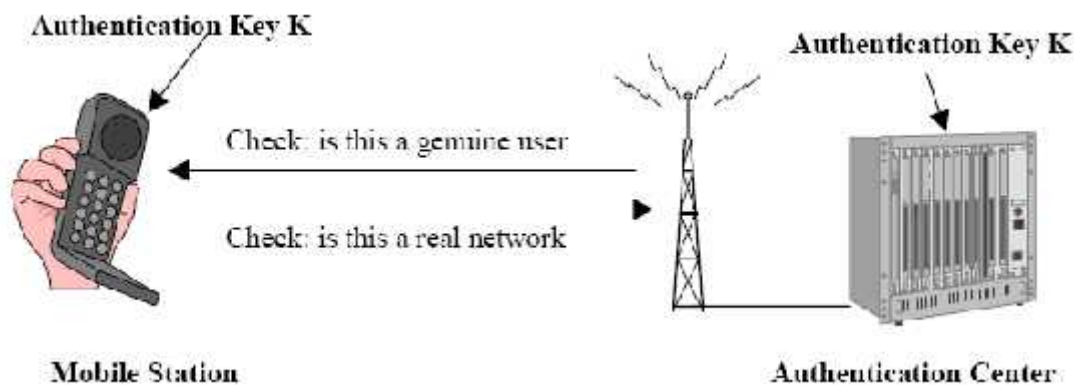 Authentication Key K
Authentication Key K
Check: is this a genuine user
Check: is this a real network
Mobile Station
Authentication Center